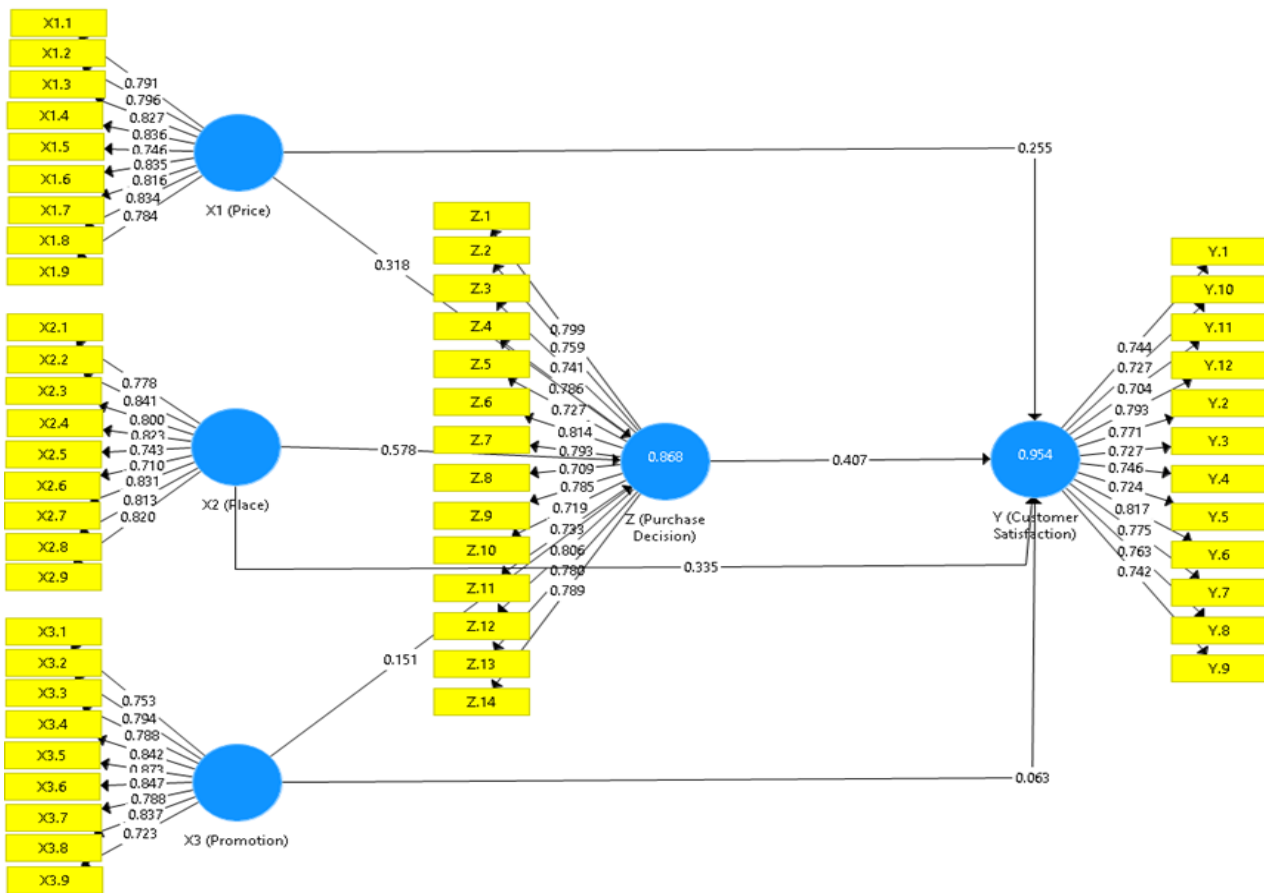 X1.1
X1.2
X1.3
X1.4
X1.5
X1.6
X1.7
X1.8
X1.9
0.791
0.796
0.827
0.836
0.746
0.835
0.816
0.834
0.784
X1 (Price)
0.255
0.318
X2.1
X2.2
X2.3
X2.4
X2.5
X2.6
X2.7
X2.8
X2.9
0.778
0.841
0.800
0.823
0.743
0.710
0.831
0.813
0.820
X2 (Place)
0.578
0.335
X3.1
X3.2
X3.3
X3.4
X3.5
X3.6
X3.7
X3.8
X3.9
0.753
0.794
0.788
0.842
0.873
0.847
0.788
0.837
0.723
X3 (Promotion)
0.151
0.063
Z.1
Z.2
Z.3
Z.4
Z.5
Z.6
Z.7
Z.8
Z.9
Z.10
Z.11
Z.12
Z.13
Z.14
0.799
0.759
0.741
0.786
0.727
0.814
0.793
0.709
0.785
0.719
0.733
0.806
0.780
0.789
0.868
Z (Purchase
Decision)
0.407
0.954
Y (Customer
Satisfaction)
0.744
0.727
0.704
0.793
0.771
0.727
0.746
0.724
0.817
0.775
0.763
0.742
Y.1
Y.10
Y.11
Y.12
Y.2
Y.3
Y.4
Y.5
Y.6
Y.7
Y.8
Y.9